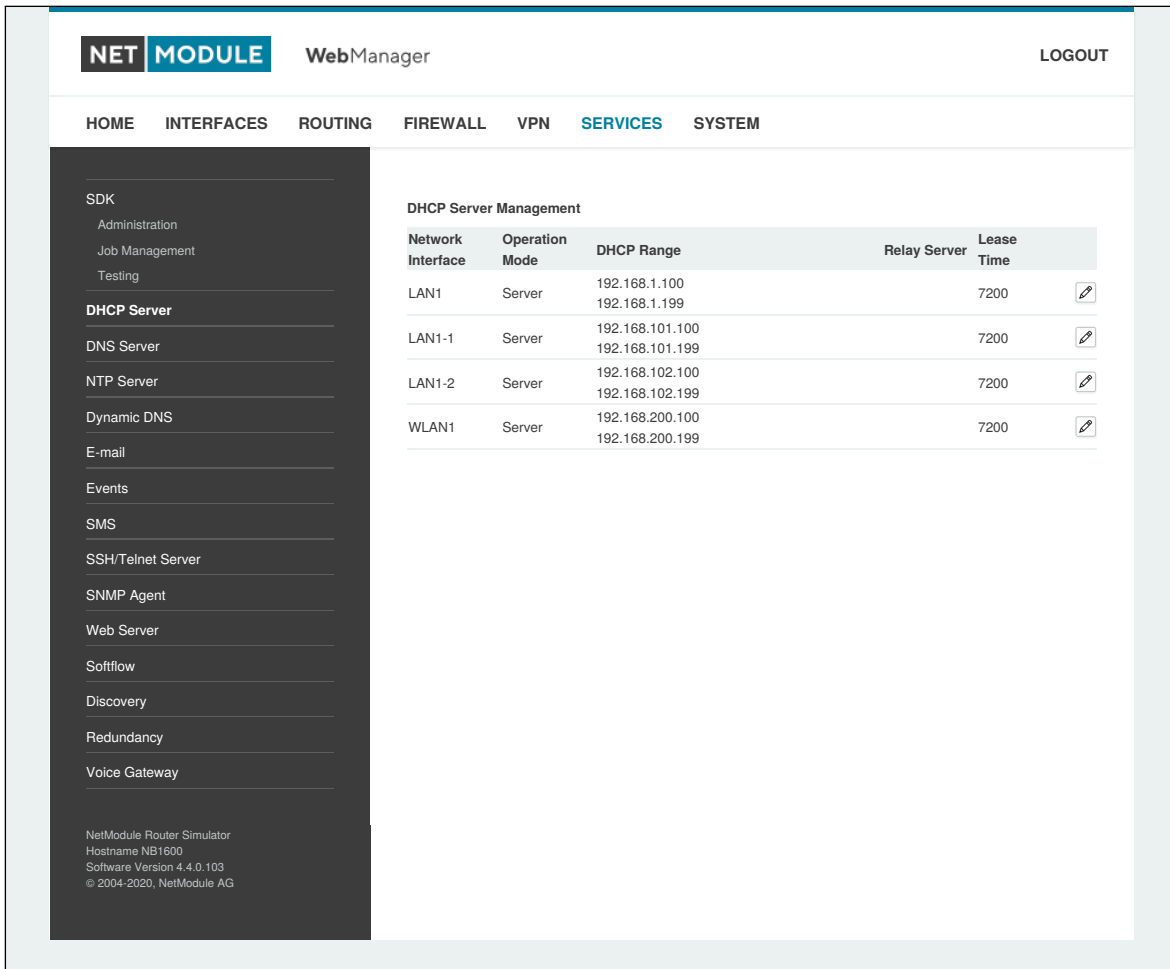 NET MODULE WebManager LOGOUT
HOME INTERFACES ROUTING FIREWALL VPN SERVICES SYSTEM
SDK
Administration
Job Management
Testing
DHCP Server
DNS Server
NTP Server
Dynamic DNS
E-mail
Events
SMS
SSH/Telnet Server
SNMP Agent
Web Server
Softflow
Discovery
Redundancy
Voice Gateway
NetModule Router Simulator
Hostname NB1600
Software Version 4.4.0.103
© 2004-2020, NetModule AG
DHCP Server Management
Network Operation Lease
DHCP Range Relay Server
Interface Mode Time
192.168.1.100
LAN1 Server 7200
192.168.1.199
192.168.101.100
LAN1-1 Server 7200
192.168.101.199
192.168.102.100
LAN1-2 Server 7200
192.168.102.199
192.168.200.100
WLAN1 Server 7200
192.168.200.199